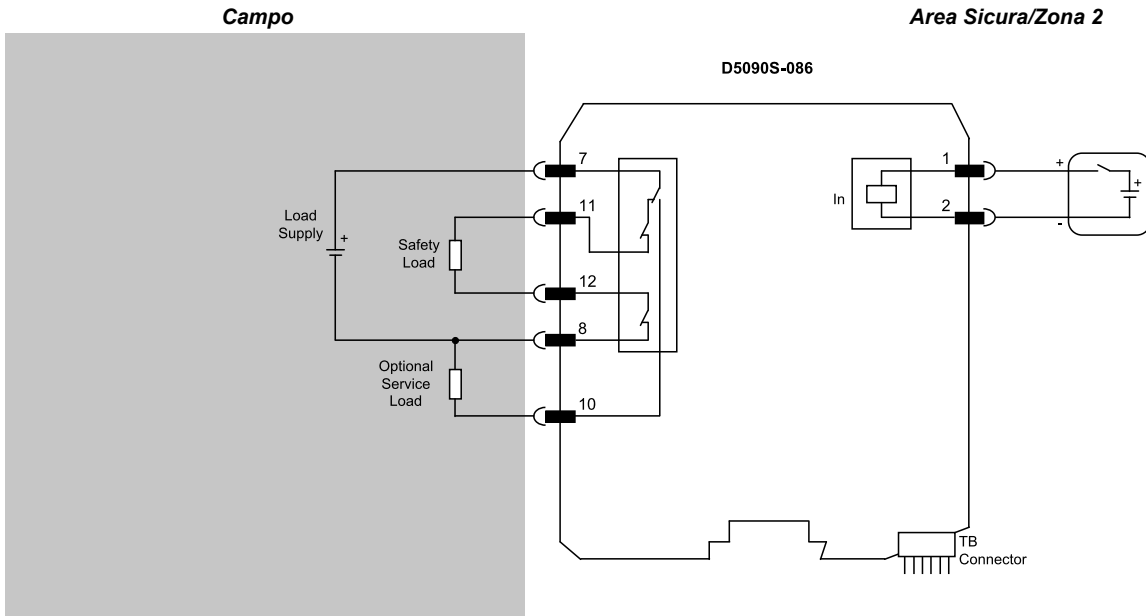 Campo
Area Sicura/Zona 2
D5090S-086
7
11
12
8
10
Load
Supply
+
Safety
Load
Optional
Service
Load
In
1
2
+
-
+
TB
Connector